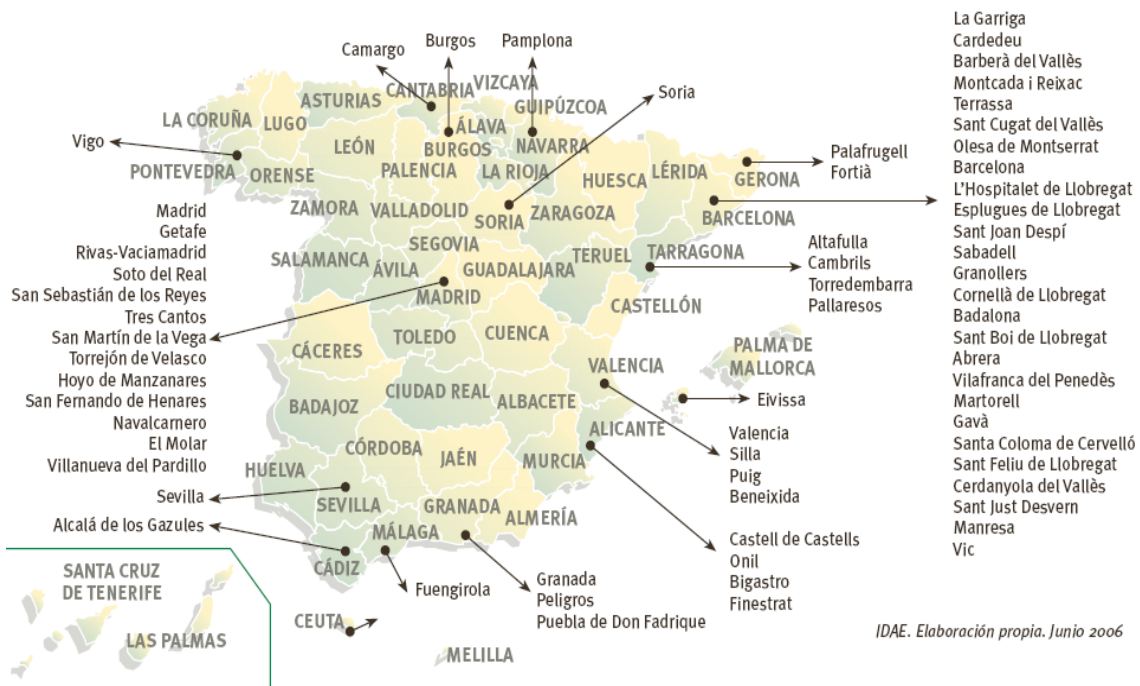 Camargo
Burgos
Pamplona
Soria
Vigo
LA CORUÑA
LUGO
ASTURIAS
CANTABRIA
VIZCAYA
GUIPÚZCOA
ÁLAVA
NAVARRA
PONTEVEDRA
ORENSE
LEÓN
PALENCIA
BURGOS
LA RIOJA
HUESCA
LÉRIDA
GERONA
BARCELONA
ZAMORA
VALLADOLID
SORIA
ZARAGOZA
TARRAGONA
SALAMANCA
ÁVILA
SEGOVIA
GUADALAJARA
TERUEL
MADRID
CASTELLÓN
CÁCERES
TOLEDO
CUENCA
VALENCIA
PALMA DE
MALLORCA
BADAJOZ
CIUDAD REAL
ALBACETE
ALICANTE
HUELVA
CÓRDOBA
JAÉN
MURCIA
SEVILLA
GRANADA
ALMERÍA
MÁLAGA
CÁDIZ
CEUTA
MELILLA
SANTA CRUZ
DE TENERIFE
LAS PALMAS
Madrid
Getafe
Rivas-Vaciamadrid
Soto del Real
San Sebastián de los Reyes
Tres Cantos
San Martín de la Vega
Torrejón de Velasco
Hoyo de Manzanares
San Fernando de Henares
Navalcarnero
El Molar
Villanueva del Pardillo
Sevilla
Alcalá de los Gazules
Fuengirola
Granada
Peligros
Puebla de Don Fadrique
Castell de Castells
Onil
Bigastro
Finestrat
Valencia
Silla
Puig
Beneixida
Eivissa
Altafulla
Cambrils
Torredembarra
Pallaresos
Palafrugell
Fortià
La Garriga
Cardedeu
Barberà del Vallès
Montcada i Reixac
Terrassa
Sant Cugat del Vallès
Olesa de Montserrat
Barcelona
L'Hospitalet de Llobregat
Esplugues de Llobregat
Sant Joan Despí
Sabadell
Granollers
Cornellà de Llobregat
Badalona
Sant Boi de Llobregat
Abrera
Vilafranca del Penedès
Martorell
Gavà
Santa Coloma de Cervelló
Sant Feliu de Llobregat
Cerdanyola del Vallès
Sant Just Desvern
Manresa
Vic
IDAE. Elaboración propia. Junio 2006